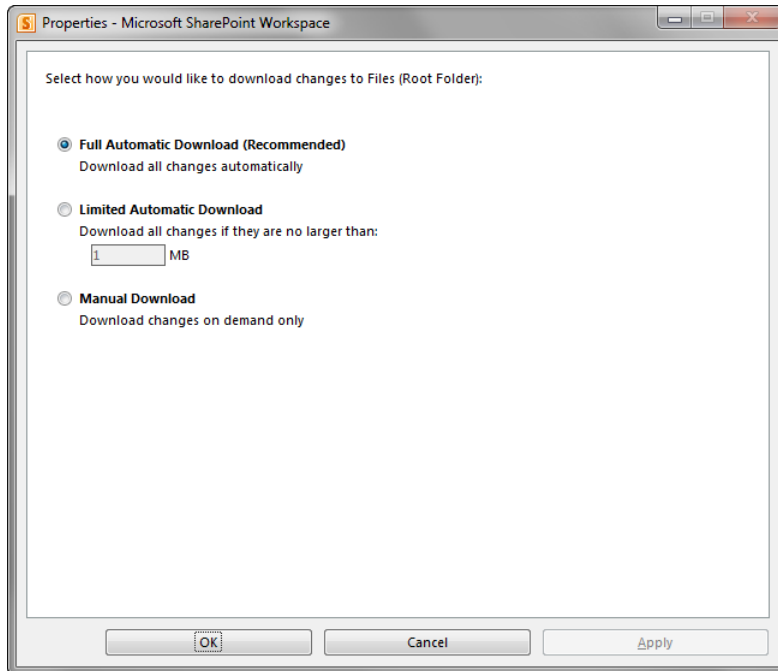 Properties - Microsoft SharePoint Workspace
Select how you would like to download changes to Files (Root Folder):
Full Automatic Download (Recommended)
Download all changes automatically
Limited Automatic Download
Download all changes if they are no larger than:
1 MB
Manual Download
Download changes on demand only
OK Cancel Apply